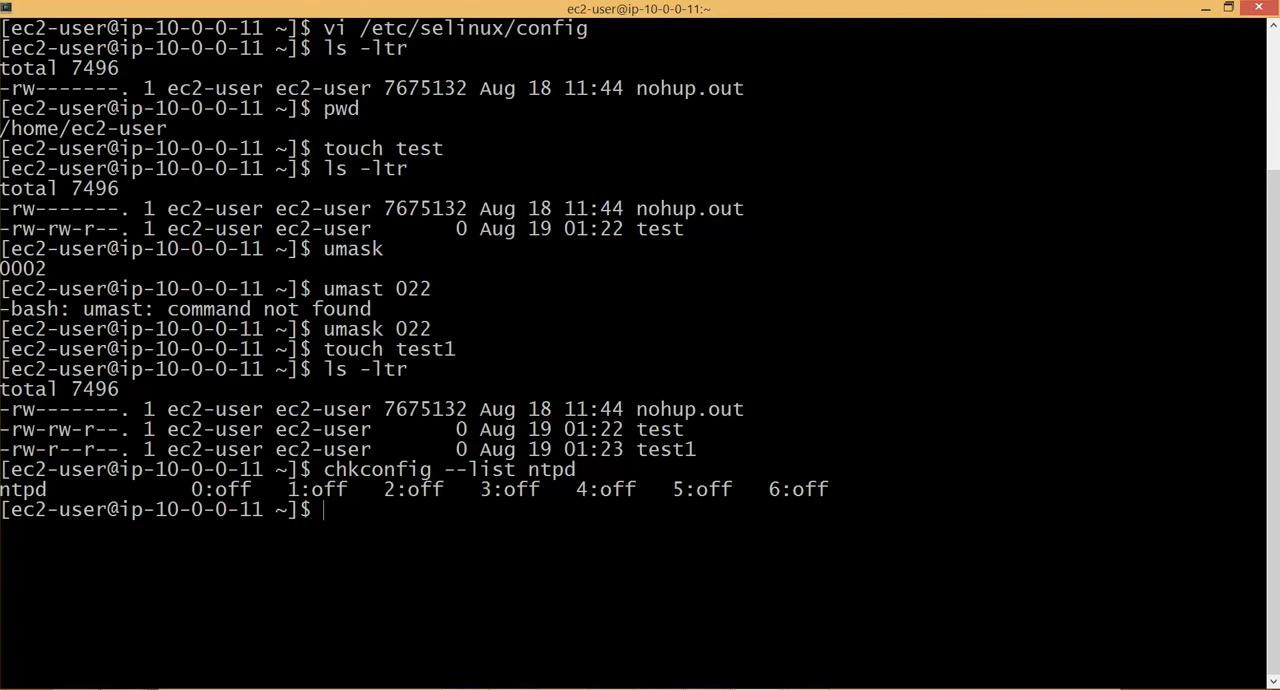 ec2-user@ip-10-0-0-11:~
[ec2-user@ip-10-0-0-11 ~]$ vi /etc/selinux/config
[ec2-user@ip-10-0-0-11 ~]$ ls -ltr
total 7496
-rw-------. 1 ec2-user ec2-user 7675132 Aug 18 11:44 nohup.out
[ec2-user@ip-10-0-0-11 ~]$ pwd
/home/ec2-user
[ec2-user@ip-10-0-0-11 ~]$ touch test
[ec2-user@ip-10-0-0-11 ~]$ ls -ltr
total 7496
-rw-------. 1 ec2-user ec2-user 7675132 Aug 18 11:44 nohup.out
-rw-rw-r--. 1 ec2-user ec2-user       0 Aug 19 01:22 test
[ec2-user@ip-10-0-0-11 ~]$ umask
0002
[ec2-user@ip-10-0-0-11 ~]$ umast 022
-bash: umast: command not found
[ec2-user@ip-10-0-0-11 ~]$ umask 022
[ec2-user@ip-10-0-0-11 ~]$ touch test1
[ec2-user@ip-10-0-0-11 ~]$ ls -ltr
total 7496
-rw-------. 1 ec2-user ec2-user 7675132 Aug 18 11:44 nohup.out
-rw-rw-r--. 1 ec2-user ec2-user       0 Aug 19 01:22 test
-rw-r--r--. 1 ec2-user ec2-user       0 Aug 19 01:23 test1
[ec2-user@ip-10-0-0-11 ~]$ chkconfig --list ntpd
ntpd            0:off   1:off   2:off   3:off   4:off   5:off   6:off
[ec2-user@ip-10-0-0-11 ~]$